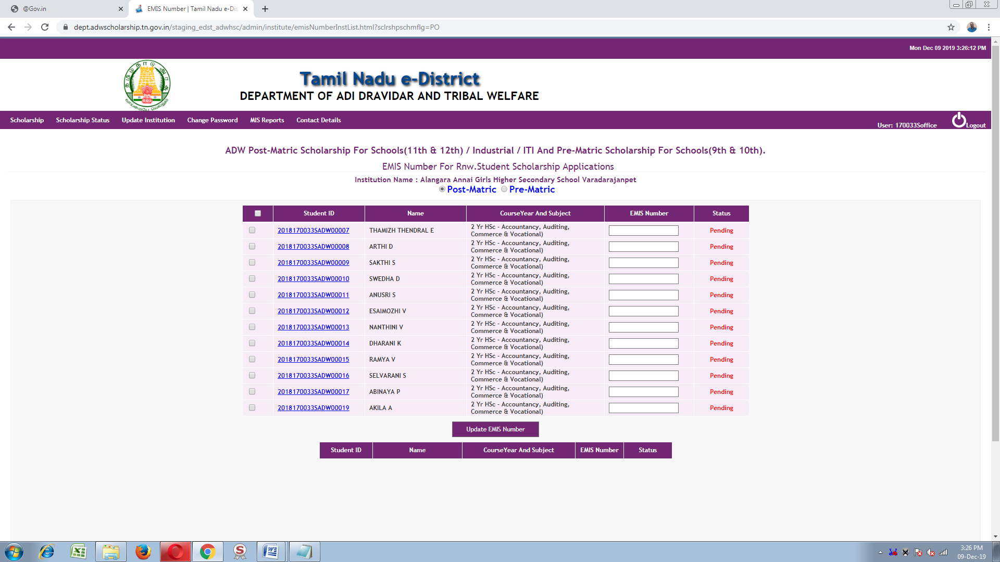 @Gov.in
EMIS Number | Tamil Nadu e-Dis
dept.adwscholarship.tn.gov.in/staging_edst_adwhsc/admin/institute/emisNumberInstList.html?sclrshpschmflg=PO
Mon Dec 09 2019 3:26:12 PM
Tamil Nadu e-District
DEPARTMENT OF ADI DRAVIDAR AND TRIBAL WELFARE
Scholarship Scholarship Status Update Institution Change Password MIS Reports Contact Details User: 170033Soffice Logout
ADW Post-Matric Scholarship For Schools(11th & 12th) / Industrial / ITI And Pre-Matric Scholarship For Schools(9th & 10th).
EMIS Number For Rnw.Student Scholarship Applications
Institution Name : Alangara Annai Girls Higher Secondary School Varadarajanpet
Post-Matric Pre-Matric
Student ID Name CourseYear And Subject EMIS Number Status
2018170033SADW00007 THAMIZH THENDRAL E 2 Yr HSc - Accountancy, Auditing, Commerce & Vocational) Pending
2018170033SADW00008 ARTHI D 2 Yr HSc - Accountancy, Auditing, Commerce & Vocational) Pending
2018170033SADW00009 SAKTHI S 2 Yr HSc - Accountancy, Auditing, Commerce & Vocational) Pending
2018170033SADW00010 SWEDHA D 2 Yr HSc - Accountancy, Auditing, Commerce & Vocational) Pending
2018170033SADW00011 ANUSRI S 2 Yr HSc - Accountancy, Auditing, Commerce & Vocational) Pending
2018170033SADW00012 ESAIMOZHI V 2 Yr HSc - Accountancy, Auditing, Commerce & Vocational) Pending
2018170033SADW00013 NANTHINI V 2 Yr HSc - Accountancy, Auditing, Commerce & Vocational) Pending
2018170033SADW00014 DHARANI K 2 Yr HSc - Accountancy, Auditing, Commerce & Vocational) Pending
2018170033SADW00015 RAMYA V 2 Yr HSc - Accountancy, Auditing, Commerce & Vocational) Pending
2018170033SADW00016 SELVARANI S 2 Yr HSc - Accountancy, Auditing, Commerce & Vocational) Pending
2018170033SADW00017 ABINAYA P 2 Yr HSc - Accountancy, Auditing, Commerce & Vocational) Pending
2018170033SADW00019 AKILA A 2 Yr HSc - Accountancy, Auditing, Commerce & Vocational) Pending
Update EMIS Number
Student ID Name CourseYear And Subject EMIS Number Status
3:26 PM
09-Dec-19